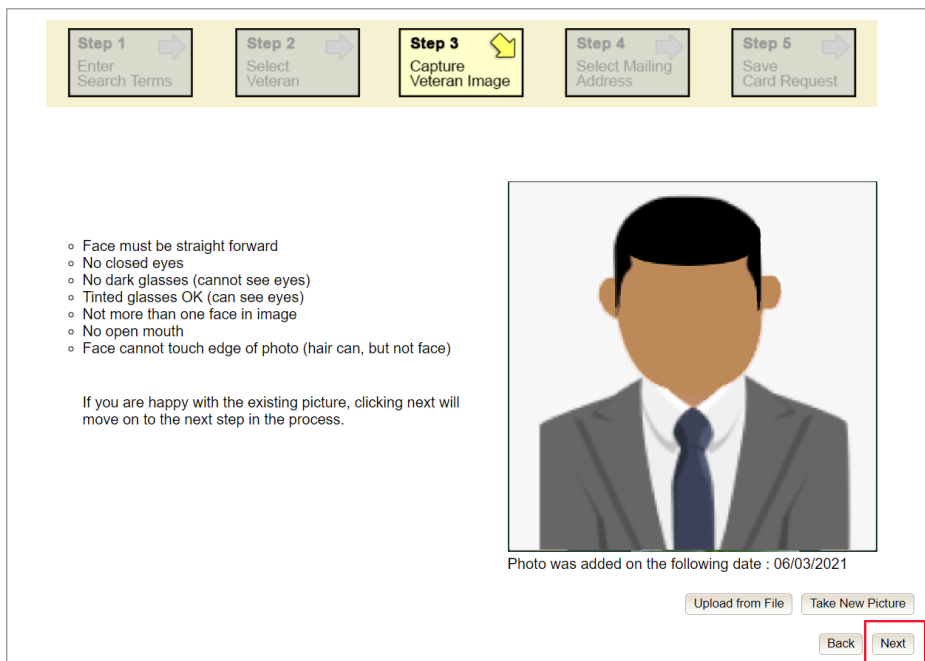 Step 1
Enter
Search Terms
Step 2
Select
Veteran
Step 3
Capture
Veteran Image
Step 4
Select Mailing
Address
Step 5
Save
Card Request
Face must be straight forward
No closed eyes
No dark glasses (cannot see eyes)
Tinted glasses OK (can see eyes)
Not more than one face in image
No open mouth
Face cannot touch edge of photo (hair can, but not face)
If you are happy with the existing picture, clicking next will
move on to the next step in the process.
Photo was added on the following date : 06/03/2021
Upload from File
Take New Picture
Back
Next